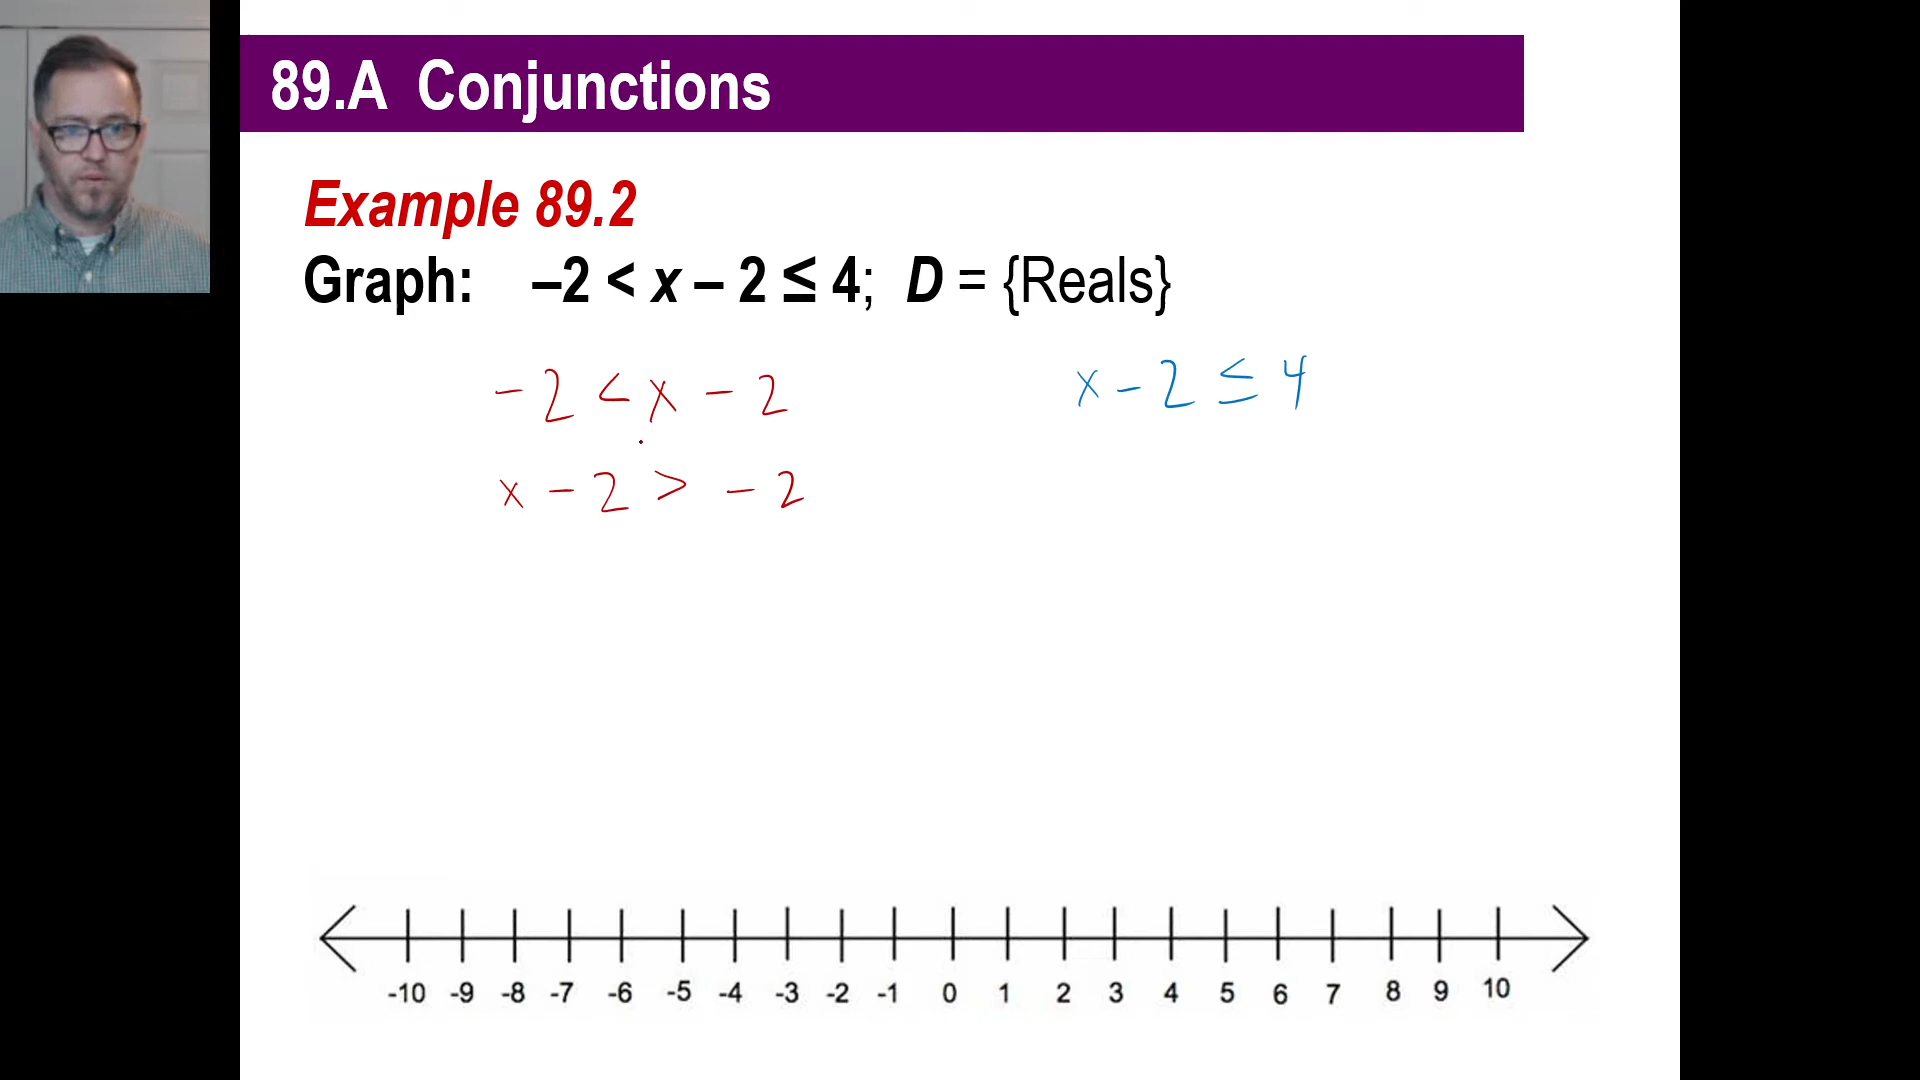 89.A Conjunctions
Example 89.2
Graph: –2 < x – 2 ≤ 4; D = {Reals}
-2 < x - 2
x - 2 ≤ 4
x - 2 > -2
-10 -9 -8 -7 -6 -5 -4 -3 -2 -1 0 1 2 3 4 5 6 7 8 9 10